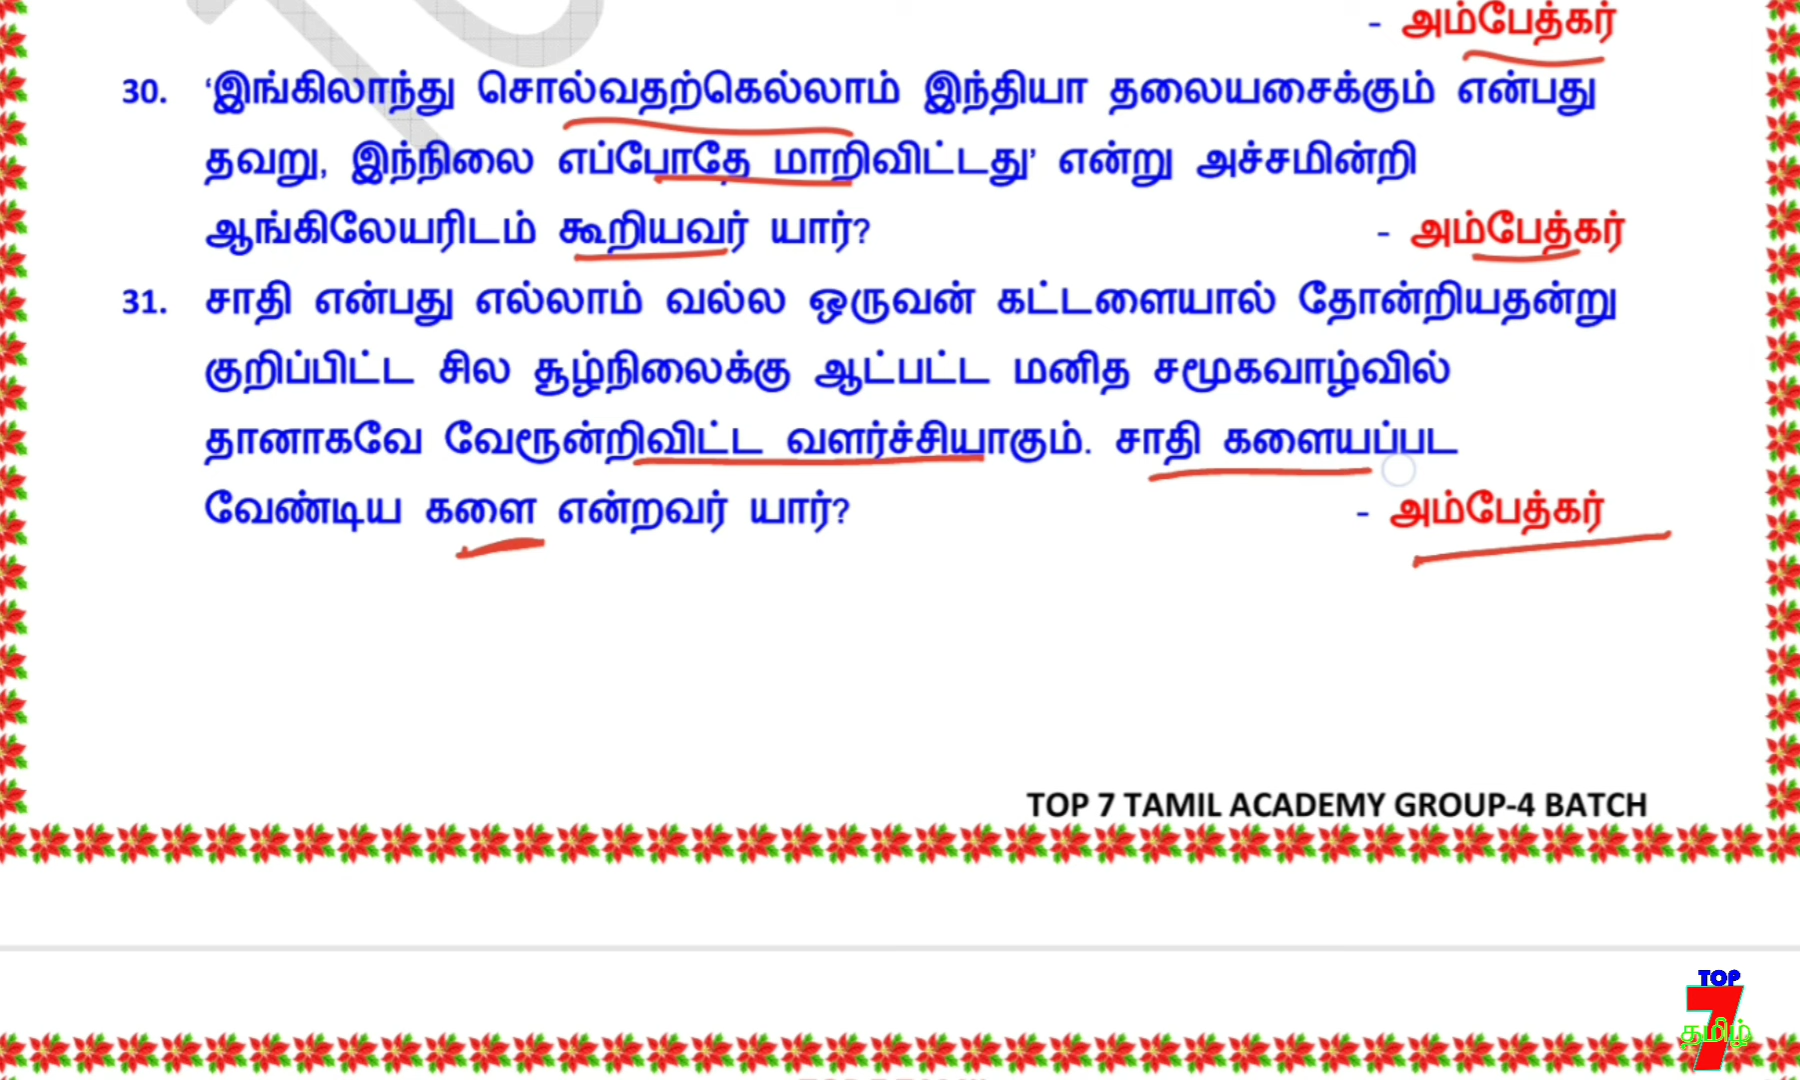 - அம்பேத்கர்
30. ‘இங்கிலாந்து சொல்வதற்கெல்லாம் இந்தியா தலையசைக்கும் என்பது
தவறு, இந்நிலை எப்போதே மாறிவிட்டது’ என்று அச்சமின்றி
ஆங்கிலேயரிடம் கூறியவர் யார்? - அம்பேத்கர்
31. சாதி என்பது எல்லாம் வல்ல ஒருவன் கட்டளையால் தோன்றியதன்று
குறிப்பிட்ட சில சூழ்நிலைக்கு ஆட்பட்ட மனித சமூகவாழ்வில்
தானாகவே வேரூன்றிவிட்ட வளர்ச்சியாகும். சாதி களையப்பட
வேண்டிய களை என்றவர் யார்? - அம்பேத்கர்
TOP 7 TAMIL ACADEMY GROUP-4 BATCH
TOP
7
தமிழ்